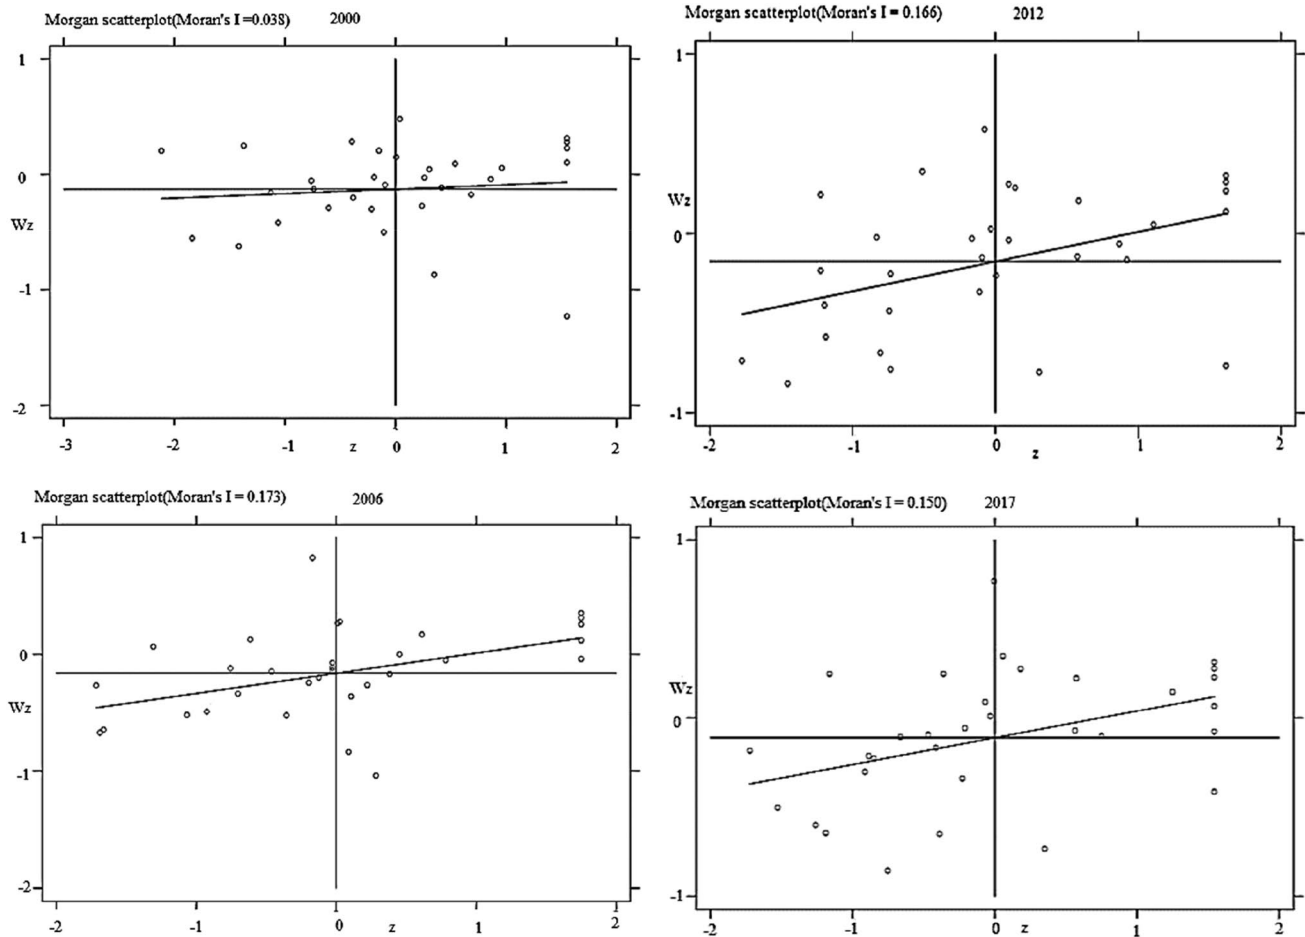 Morgan scatterplot(Moran's I =0.038) 2000
1
0
Wz
-1
-2
-3 -2 -1 z 0 1 2
Morgan scatterplot(Moran's I = 0.166) 2012
1
Wz
0
-1
-2 -1 0 z 1 2
Morgan scatterplot(Moran's I = 0.173) 2006
1
0
Wz
-1
-2
-2 -1 0 z 1 2
Morgan scatterplot(Moran's I = 0.150) 2017
1
Wz
0
-1
-2 -1 0 z 1 2